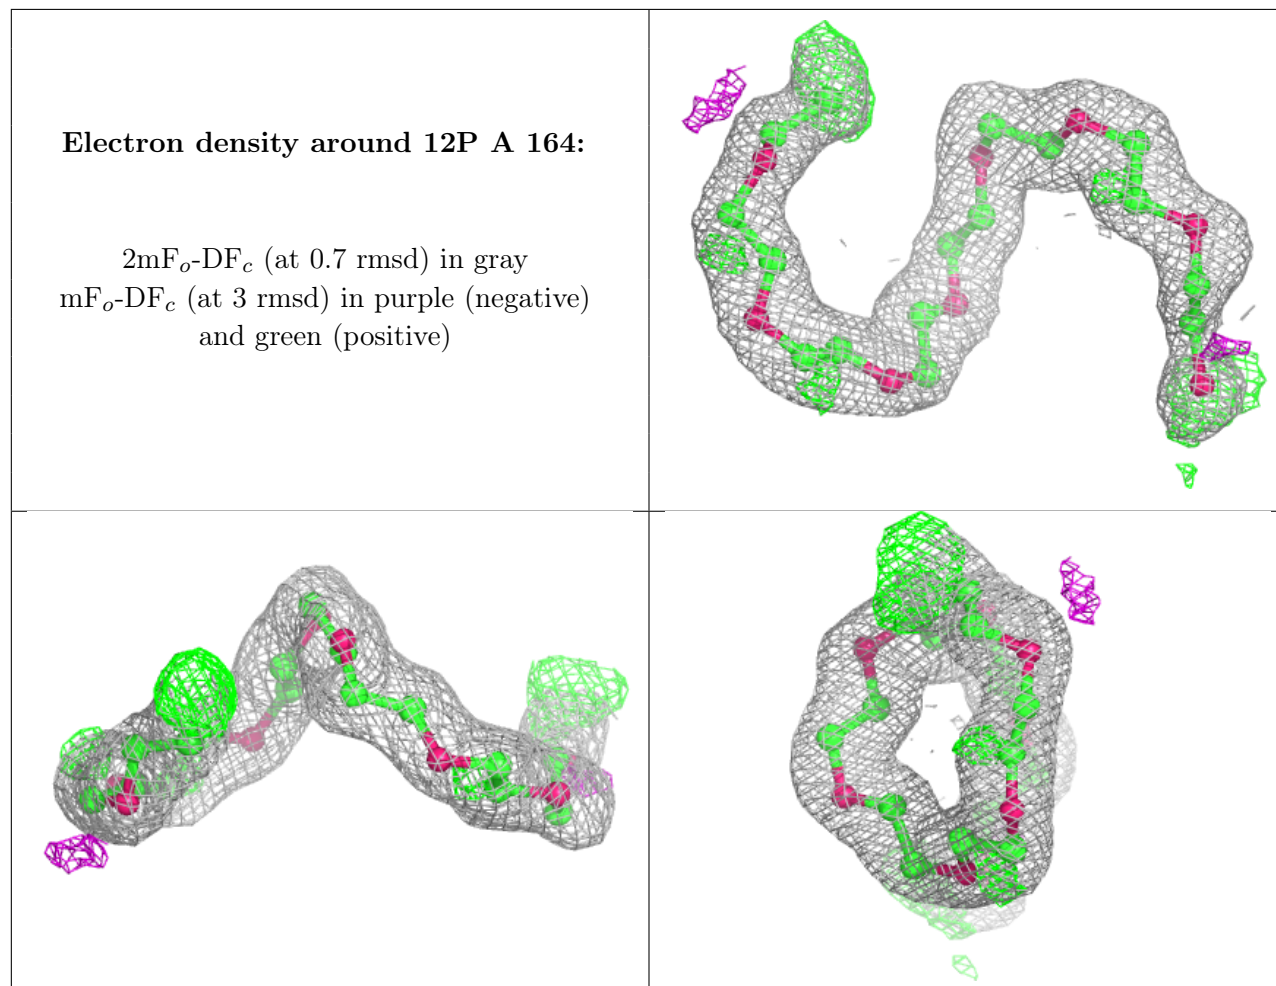 Electron density around 12P A 164:
2mFo-DFc (at 0.7 rmsd) in gray
mFo-DFc (at 3 rmsd) in purple (negative)
and green (positive)